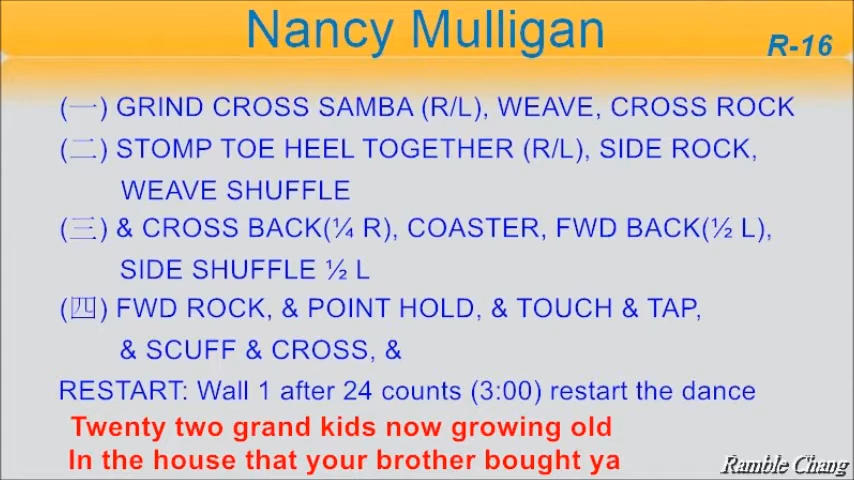 Nancy Mulligan
R-16
(一) GRIND CROSS SAMBA (R/L), WEAVE, CROSS ROCK
(二) STOMP TOE HEEL TOGETHER (R/L), SIDE ROCK,
WEAVE SHUFFLE
(三) & CROSS BACK(¼ R), COASTER, FWD BACK(½ L),
SIDE SHUFFLE ½ L
(四) FWD ROCK, & POINT HOLD, & TOUCH & TAP,
& SCUFF & CROSS, &
RESTART: Wall 1 after 24 counts (3:00) restart the dance
Twenty two grand kids now growing old
In the house that your brother bought ya
Ramble Chang